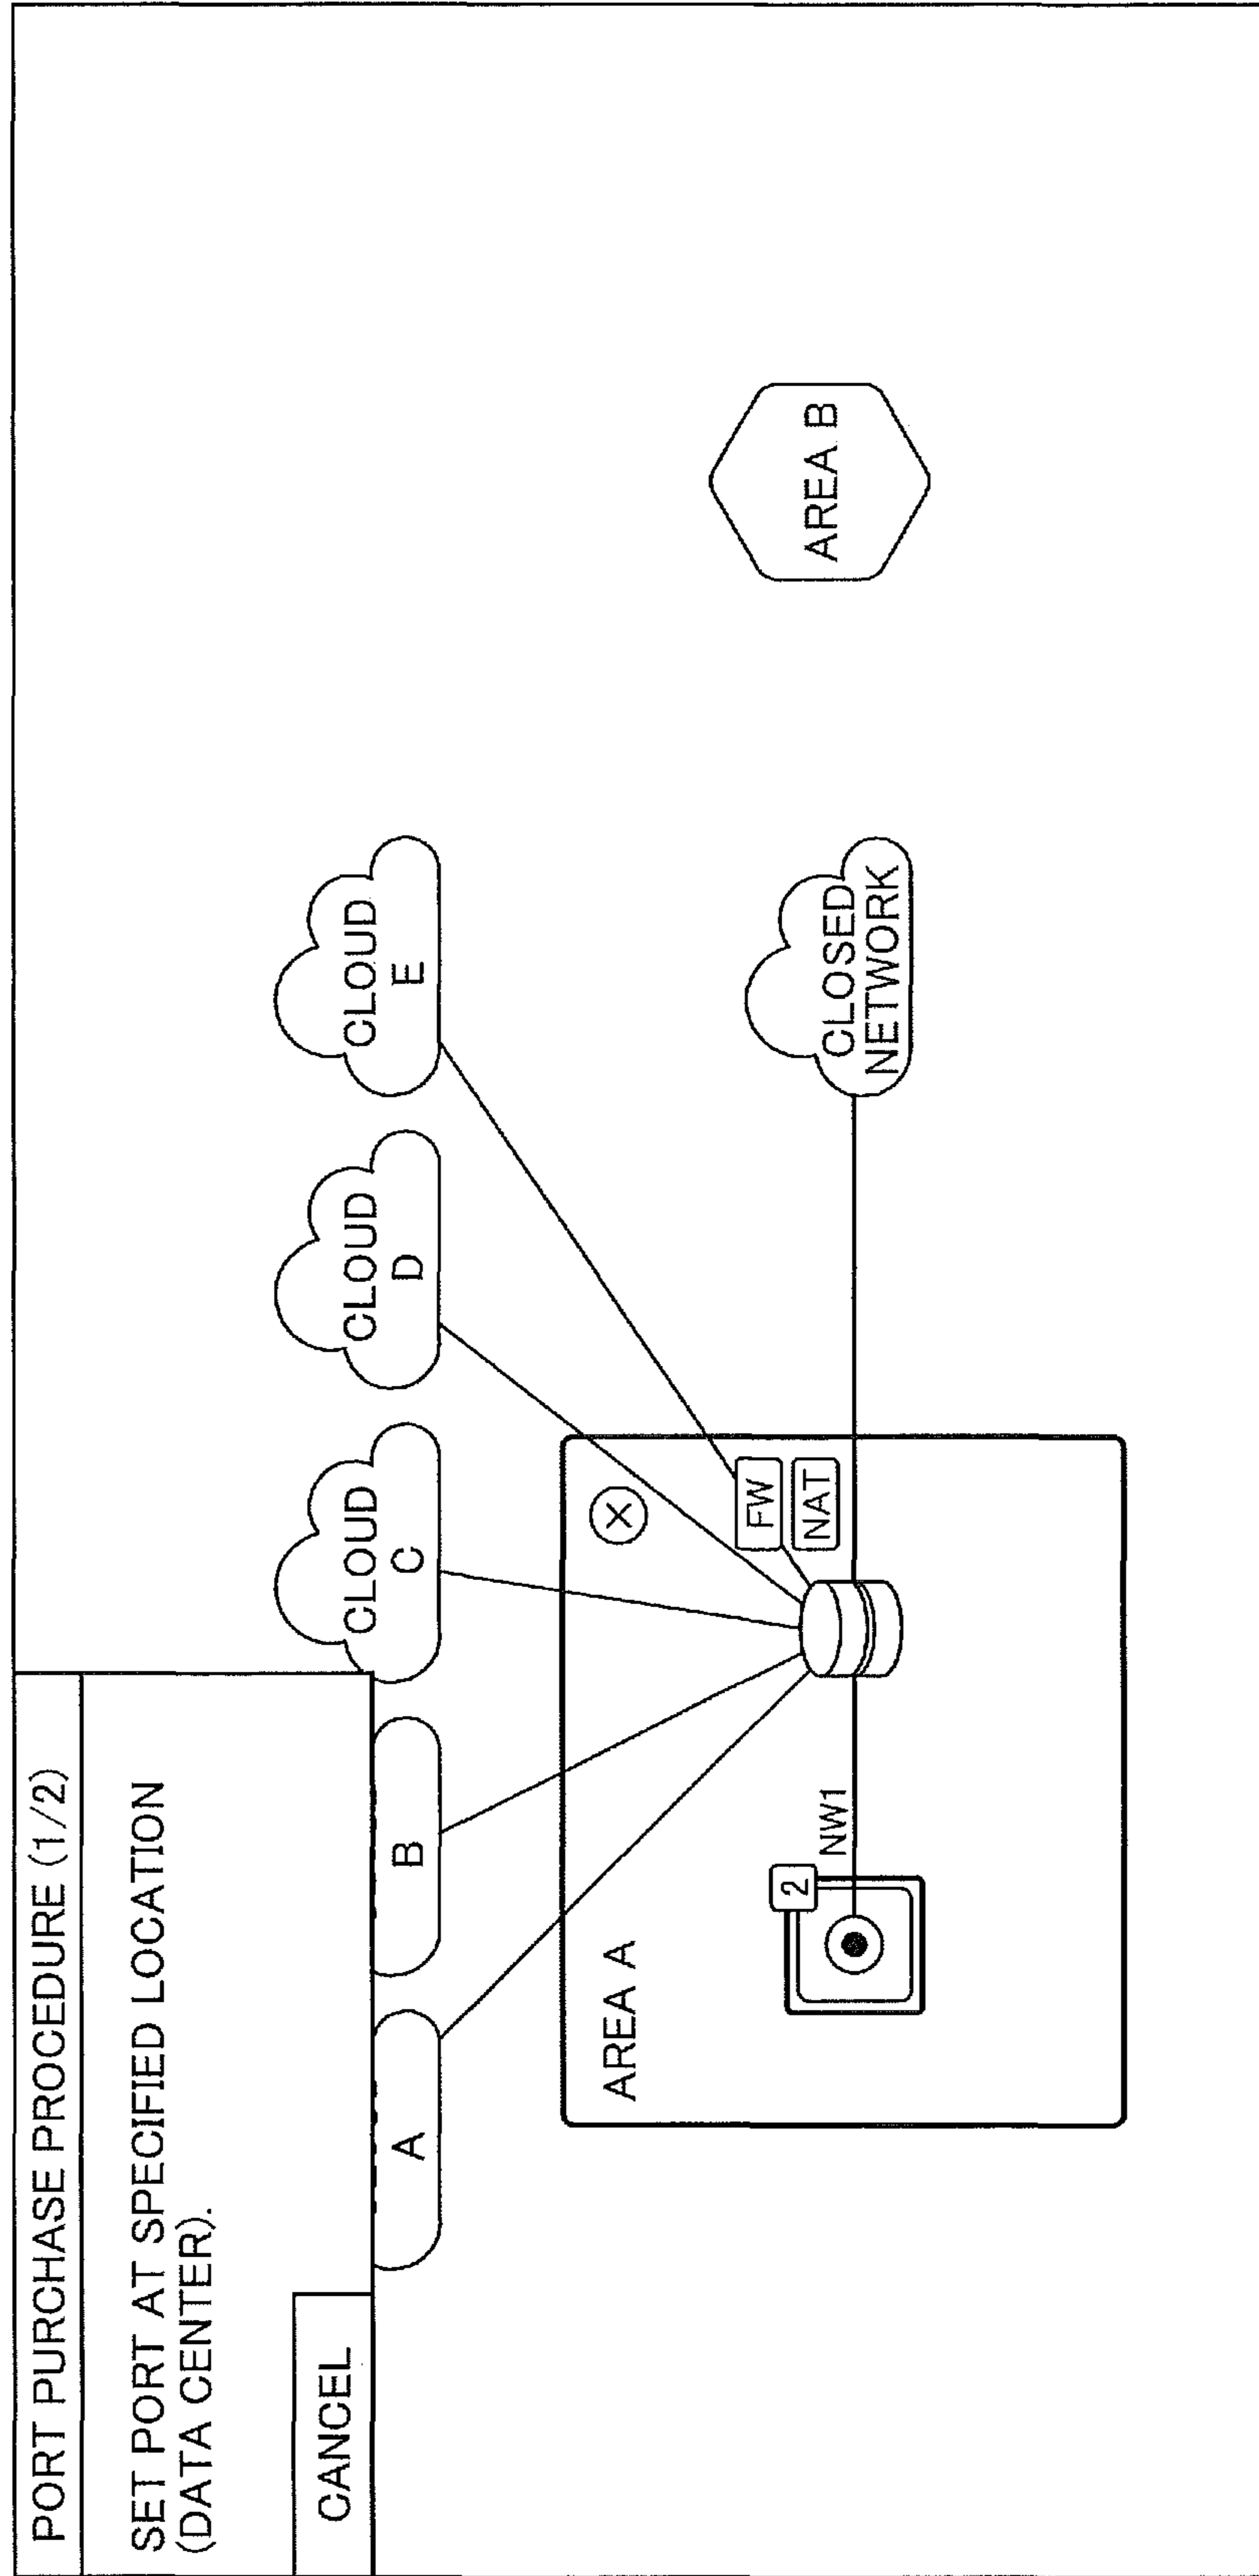 PORT PURCHASE PROCEDURE (1/2)
SET PORT AT SPECIFIED LOCATION
(DATA CENTER).
CANCEL
A
B
CLOUD
C
CLOUD
D
CLOUD
E
AREA A
2
NW1
FW
NAT
CLOSED
NETWORK
AREA B